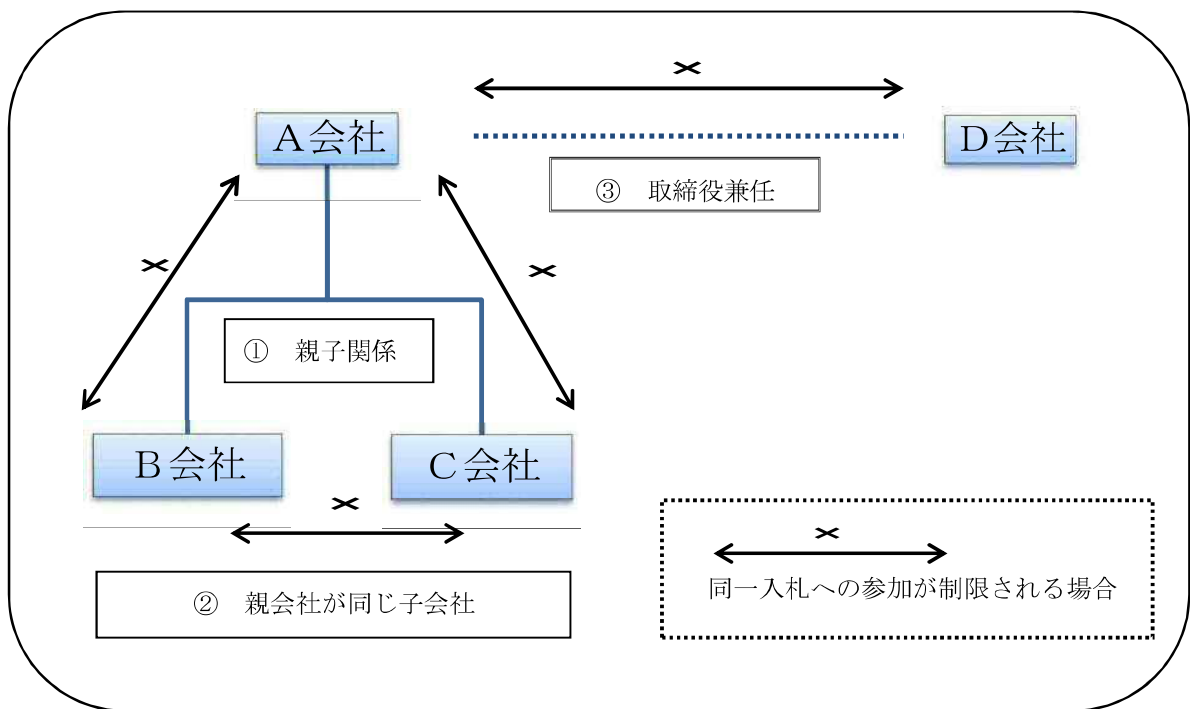 ×
A会社
D会社
③ 取締役兼任
×
×
① 親子関係
B会社
C会社
×
×
同一入札への参加が制限される場合
② 親会社が同じ子会社